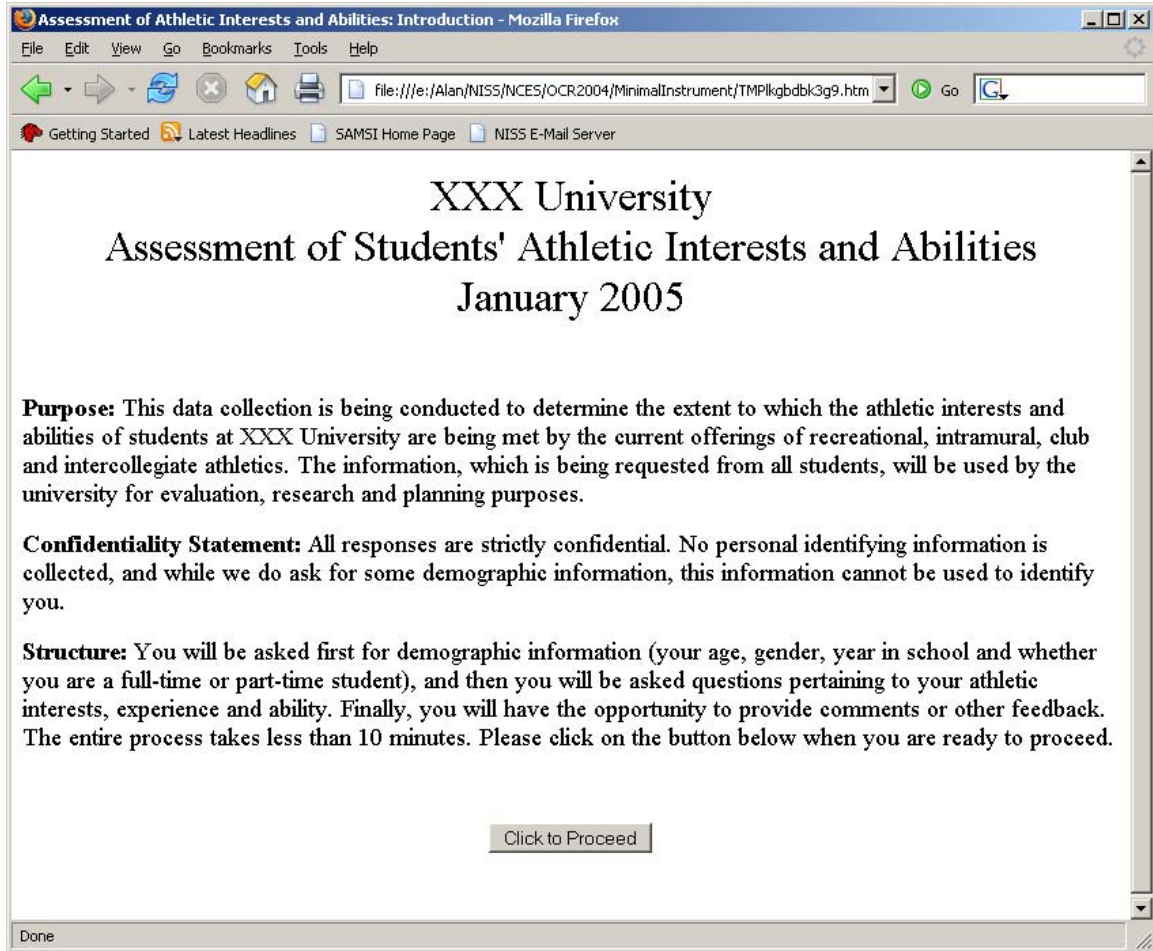 Assessment of Athletic Interests and Abilities: Introduction - Mozilla Firefox
File Edit View Go Bookmarks Tools Help
file:///e:/Alan/NISS/NCES/OCR2004/MinimalInstrument/TMPlkgbdbk3g9.htm Go G
Getting Started Latest Headlines SAMSI Home Page NISS E-Mail Server
XXX University
Assessment of Students' Athletic Interests and Abilities
January 2005
Purpose: This data collection is being conducted to determine the extent to which the athletic interests and
abilities of students at XXX University are being met by the current offerings of recreational, intramural, club
and intercollegiate athletics. The information, which is being requested from all students, will be used by the
university for evaluation, research and planning purposes.
Confidentiality Statement: All responses are strictly confidential. No personal identifying information is
collected, and while we do ask for some demographic information, this information cannot be used to identify
you.
Structure: You will be asked first for demographic information (your age, gender, year in school and whether
you are a full-time or part-time student), and then you will be asked questions pertaining to your athletic
interests, experience and ability. Finally, you will have the opportunity to provide comments or other feedback.
The entire process takes less than 10 minutes. Please click on the button below when you are ready to proceed.
Click to Proceed
Done